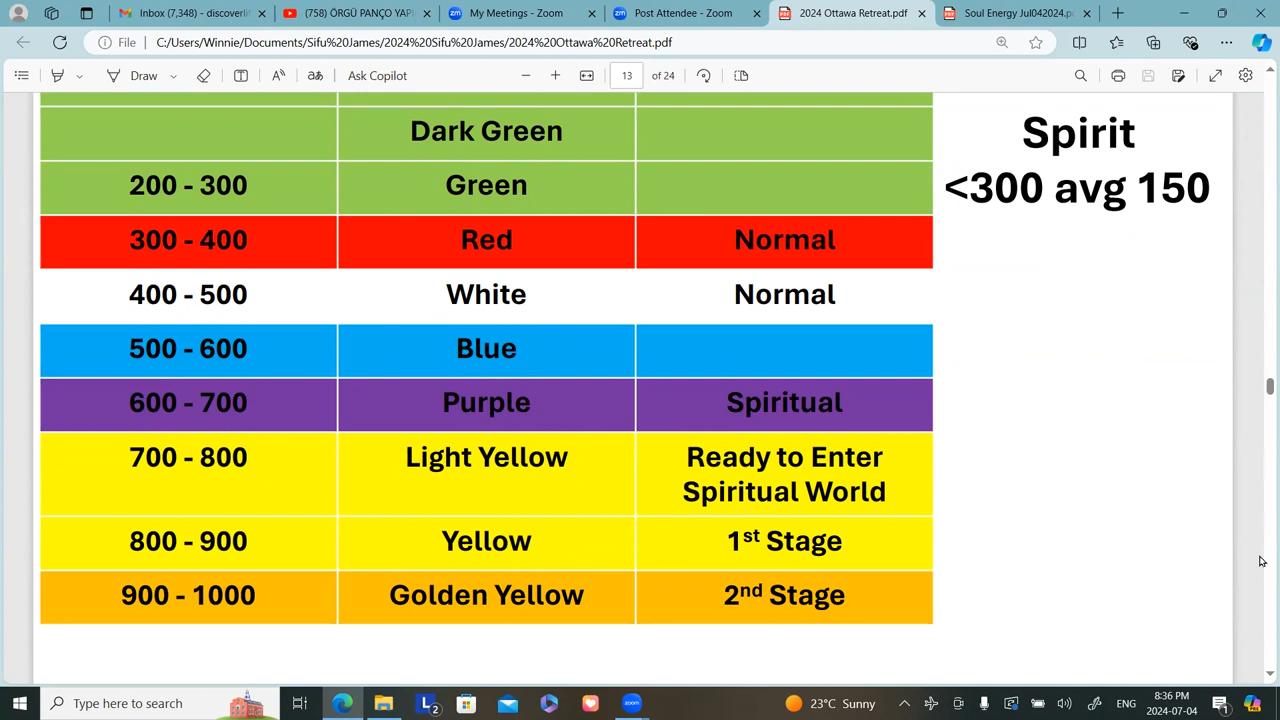 Inbox (7,348) - discoverlif
(758) ÖRGÜ PANÇO YAPI
My Meetings - Zoom
Post Attendee - Zoom
2024 Ottawa Retreat.pdf
Soul Energy Jul042024.p
File
C:/Users/Winnie/Documents/Sifu%20James/2024%20Sifu%20James/2024%20Ottawa%20Retreat.pdf
Draw
Ask Copilot
13 of 24
Dark Green
200 - 300 Green
300 - 400 Red Normal
400 - 500 White Normal
500 - 600 Blue
600 - 700 Purple Spiritual
700 - 800 Light Yellow Ready to Enter
Spiritual World
800 - 900 Yellow 1st Stage
900 - 1000 Golden Yellow 2nd Stage
Spirit
<300 avg 150
Type here to search
23°C Sunny
ENG
8:36 PM
2024-07-04